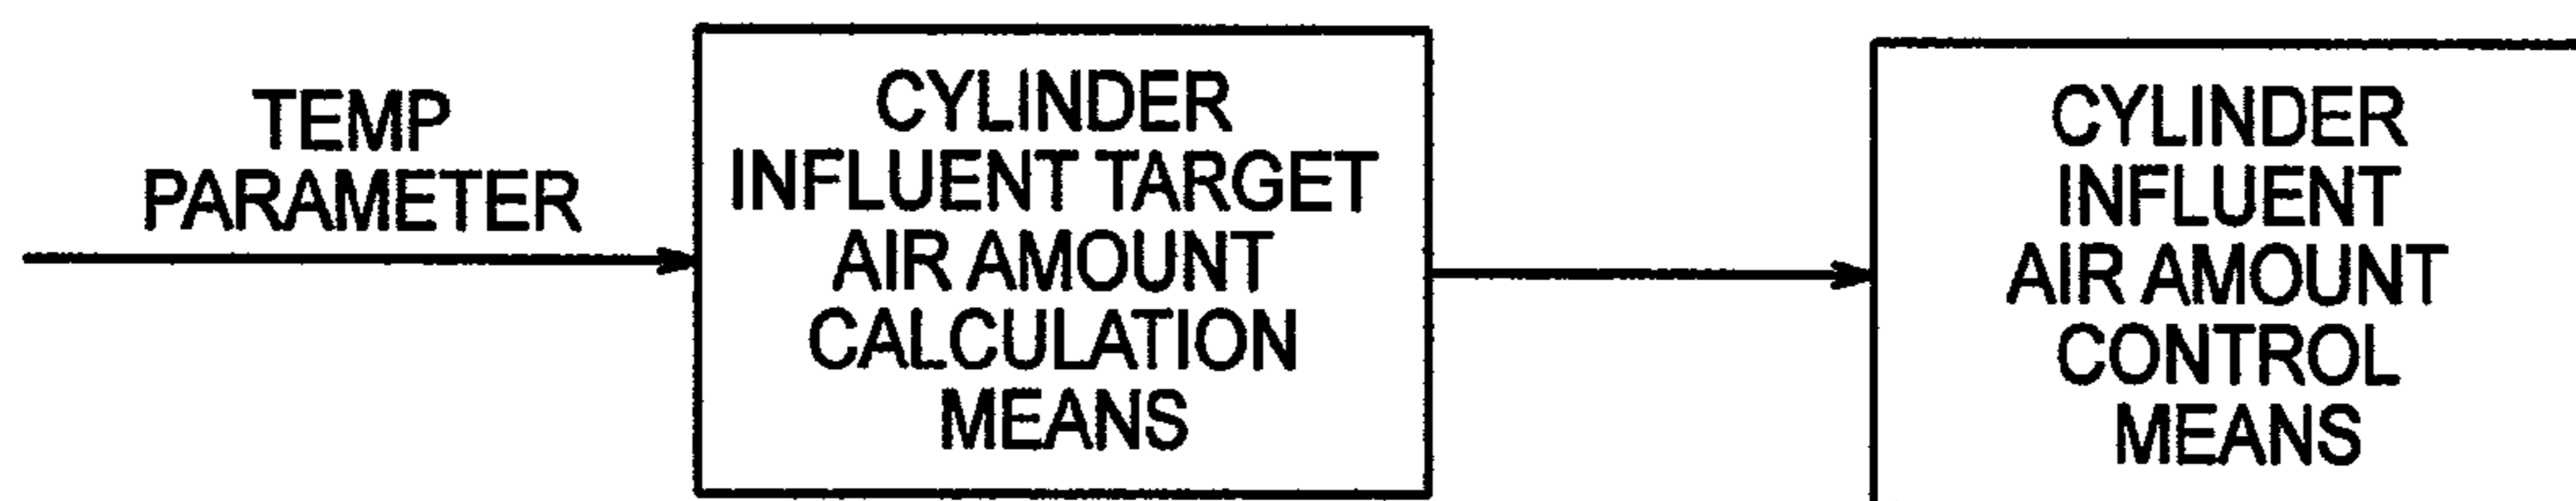 TEMP
PARAMETER
CYLINDER
INFLUENT TARGET
AIR AMOUNT
CALCULATION
MEANS
CYLINDER
INFLUENT
AIR AMOUNT
CONTROL
MEANS